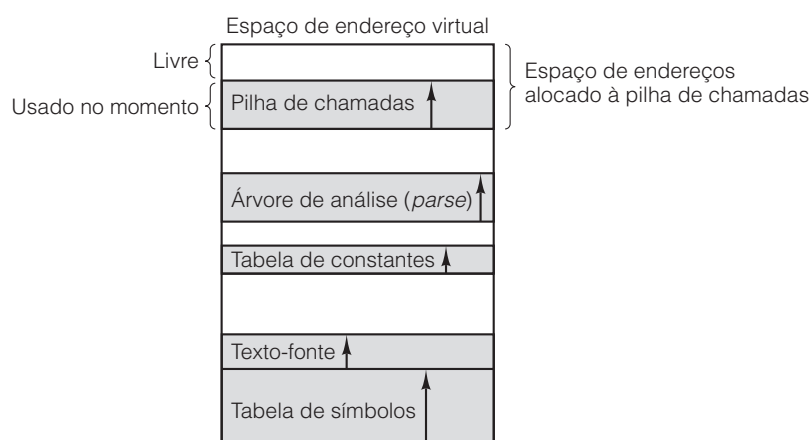 Espaço de endereço virtual
Livre
Espaço de endereços
alocado à pilha de chamadas
Usado no momento
Pilha de chamadas
Árvore de análise (parse)
Tabela de constantes
Texto-fonte
Tabela de símbolos